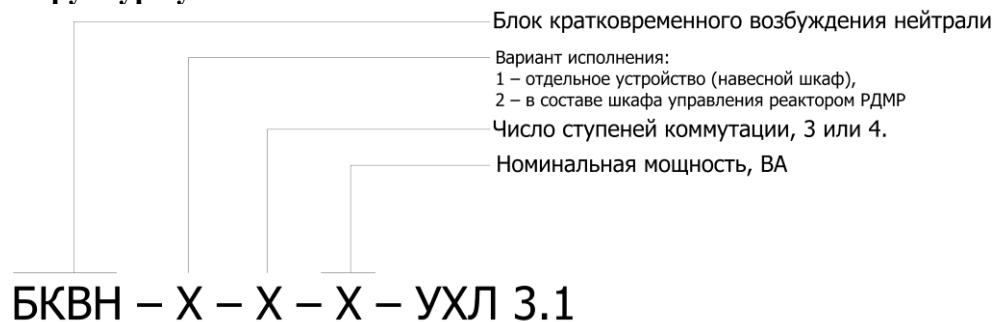 Блок кратковременного возбуждения нейтрали
Вариант исполнения:
1 – отдельное устройство (навесной шкаф),
2 – в составе шкафа управления реактором РДМР
Число ступеней коммутации, 3 или 4.
Номинальная мощность, ВА
БКВН – Х – Х – Х – УХЛ 3.1